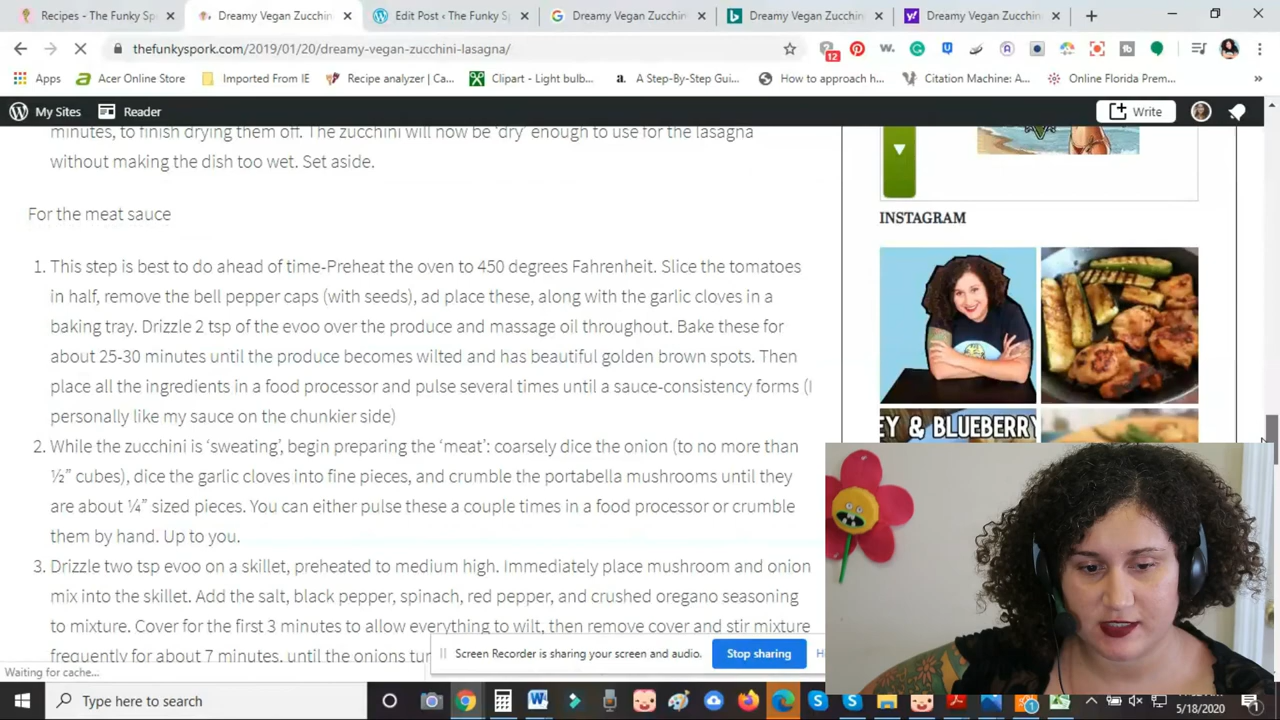 Recipes - The Funky Sp
Dreamy Vegan Zucchin
Edit Post ‹ The Funky S
Dreamy Vegan Zucchin
Dreamy Vegan Zucchin
Dreamy Vegan Zucchin
thefunkyspork.com/2019/01/20/dreamy-vegan-zucchini-lasagna/
12
Apps
Acer Online Store
Imported From IE
Recipe analyzer | Ca...
Clipart - Light bulb...
A Step-By-Step Gui...
How to approach h...
Citation Machine: A...
Online Florida Prem...
My Sites
Reader
Write
minutes, to finish drying them off. The zucchini will now be 'dry' enough to use for the lasagna
without making the dish too wet. Set aside.
For the meat sauce
1. This step is best to do ahead of time-Preheat the oven to 450 degrees Fahrenheit. Slice the tomatoes
in half, remove the bell pepper caps (with seeds), ad place these, along with the garlic cloves in a
baking tray. Drizzle 2 tsp of the evoo over the produce and massage oil throughout. Bake these for
about 25-30 minutes until the produce becomes wilted and has beautiful golden brown spots. Then
place all the ingredients in a food processor and pulse several times until a sauce-consistency forms (I
personally like my sauce on the chunkier side)
2. While the zucchini is 'sweating', begin preparing the 'meat': coarsely dice the onion (to no more than
½" cubes), dice the garlic cloves into fine pieces, and crumble the portabella mushrooms until they
are about ¼" sized pieces. You can either pulse these a couple times in a food processor or crumble
them by hand. Up to you.
3. Drizzle two tsp evoo on a skillet, preheated to medium high. Immediately place mushroom and onion
mix into the skillet. Add the salt, black pepper, spinach, red pepper, and crushed oregano seasoning
to mixture. Cover for the first 3 minutes to allow everything to wilt, then remove cover and stir mixture
frequently for about 7 minutes, until the onions tur
INSTAGRAM
EY & BLUEBERRY
Screen Recorder is sharing your screen and audio.
Stop sharing
Waiting for cache...
Type here to search
5/18/2020